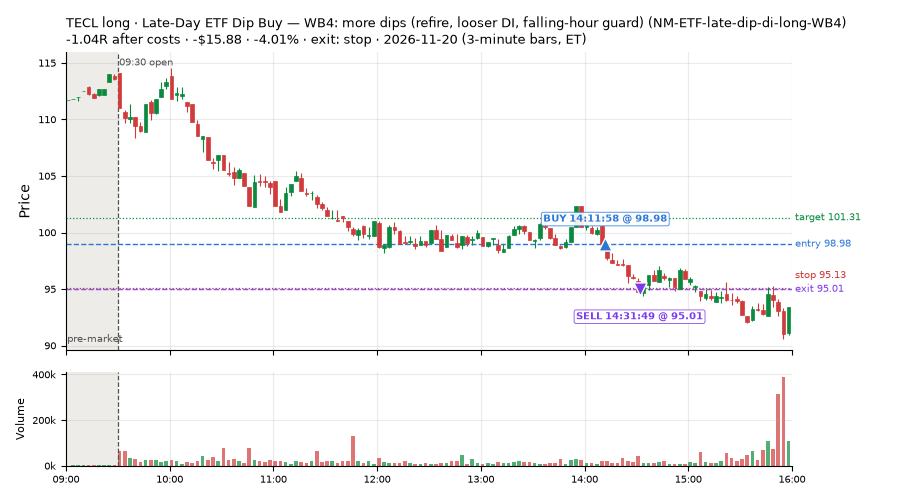 TECL long · Late-Day ETF Dip Buy — WB4: more dips (refire, looser DI, falling-hour guard) (NM-ETF-late-dip-di-long-WB4)
-1.04R after costs · -$15.88 · -4.01% · exit: stop · 2026-11-20 (3-minute bars, ET)
115
09:30 open
110
105
Price
BUY 14:11:58 @ 98.98
target 101.31
100
entry 98.98
stop 95.13
95
exit 95.01
SELL 14:31:49 @ 95.01
pre-market
90
400k
Volume
200k
0k
09:00 10:00 11:00 12:00 13:00 14:00 15:00 16:00